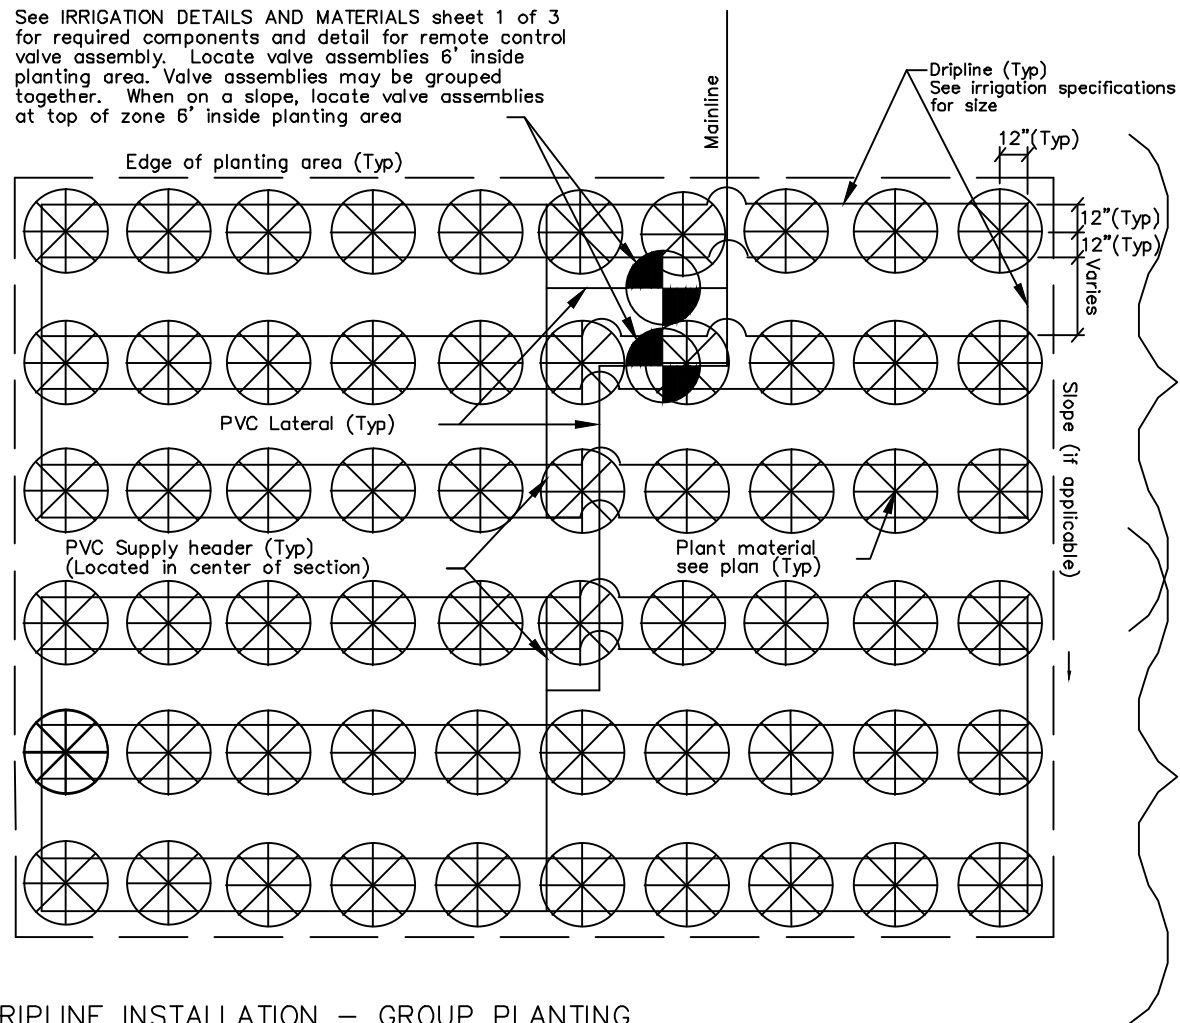 See IRRIGATION DETAILS AND MATERIALS sheet 1 of 3
for required components and detail for remote control
valve assembly. Locate valve assemblies 6' inside
planting area. Valve assemblies may be grouped
together. When on a slope, locate valve assemblies
at top of zone 6' inside planting area
Mainline
Dripline (Typ)
See irrigation specifications
for size
12"(Typ)
Edge of planting area (Typ)
12"(Typ)
12"(Typ)
Varies
PVC Lateral (Typ)
Slope (if applicable)
PVC Supply header (Typ)
(Located in center of section)
Plant material
see plan (Typ)
RIPLINE INSTALLATION – GROUP PLANTING